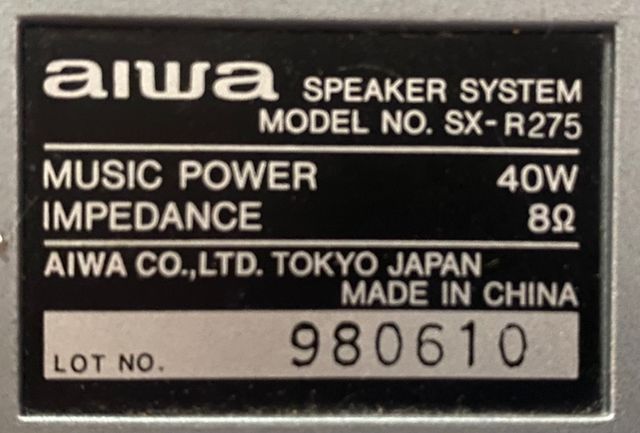 aiwa SPEAKER SYSTEM
MODEL NO. SX-R275
MUSIC POWER 40W
IMPEDANCE 8Ω
AIWA CO.,LTD. TOKYO JAPAN
MADE IN CHINA
LOT NO. 980610